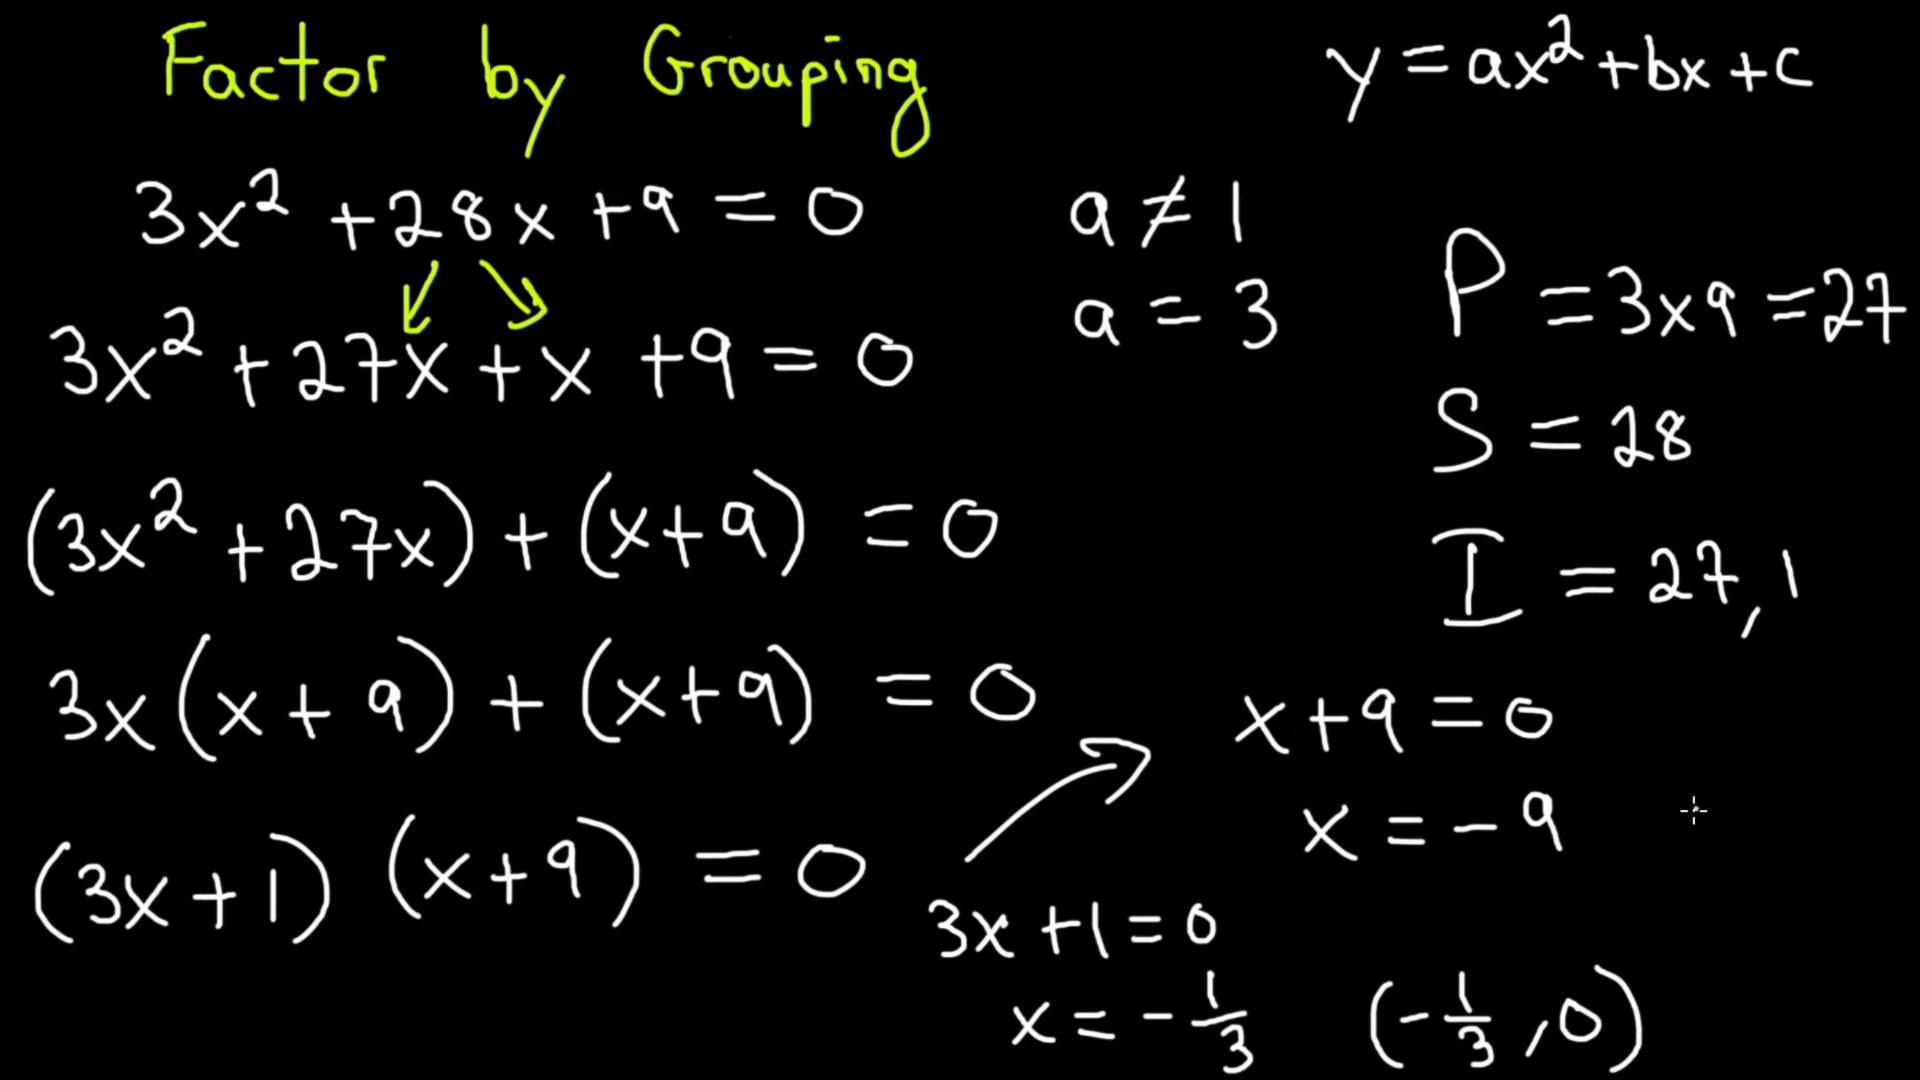 Factor by Grouping
y = ax² + bx + c
3x² + 28x + 9 = 0
3x² + 27x + x + 9 = 0
(3x² + 27x) + (x + 9) = 0
3x(x + 9) + (x + 9) = 0
(3x + 1) (x + 9) = 0
a ≠ 1
a = 3
P = 3x9 = 27
S = 28
I = 27, 1
x + 9 = 0
x = -9
3x + 1 = 0
x = -1/3
(-1/3, 0)